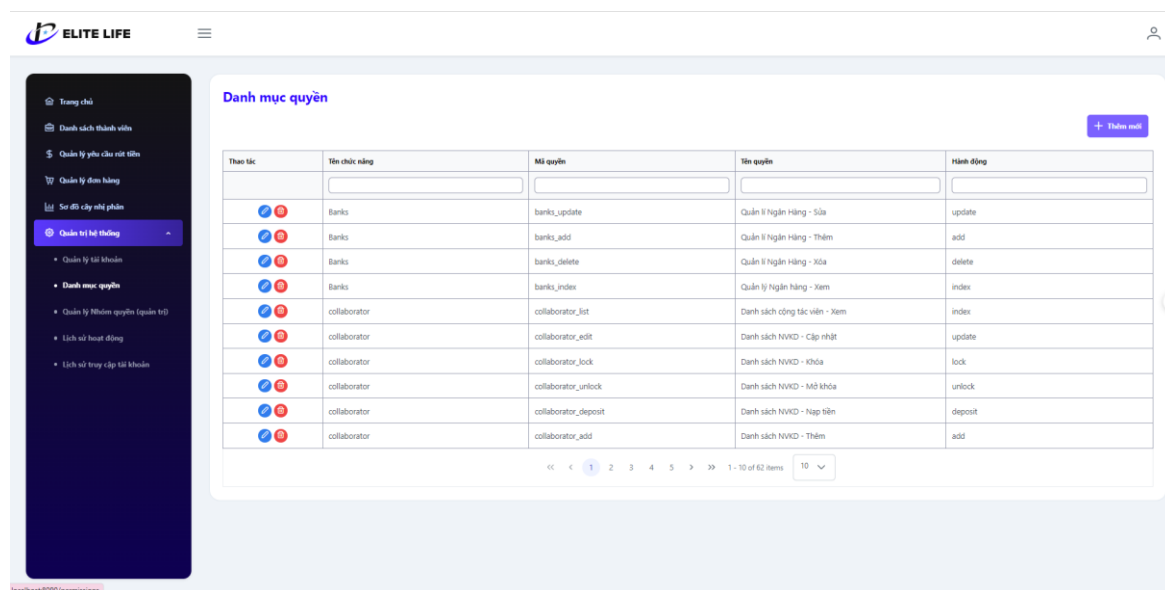 ELITE LIFE
Trang chủ
Danh sách thành viên
Quản lý yêu cầu rút tiền
Quản lý đơn hàng
Sơ đồ cây nhị phân
Quản trị hệ thống
Quản lý tài khoản
Danh mục quyền
Quản lý Nhóm quyền (quản trị)
Lịch sử hoạt động
Lịch sử truy cập tài khoản
Danh mục quyền
+ Thêm mới
Thao tác Tên chức năng Mã quyền Tên quyền Hành động
Banks banks_update Quản lí Ngân Hàng - Sửa update
Banks banks_add Quản lí Ngân Hàng - Thêm add
Banks banks_delete Quản lí Ngân Hàng - Xóa delete
Banks banks_index Quản lý Ngân hàng - Xem index
collaborator collaborator_list Danh sách cộng tác viên - Xem index
collaborator collaborator_edit Danh sách NVKD - Cập nhật update
collaborator collaborator_lock Danh sách NVKD - Khóa lock
collaborator collaborator_unlock Danh sách NVKD - Mở khóa unlock
collaborator collaborator_deposit Danh sách NVKD - Nạp tiền deposit
collaborator collaborator_add Danh sách NVKD - Thêm add
<< < 1 2 3 4 5 > >> 1 - 10 of 62 items 10